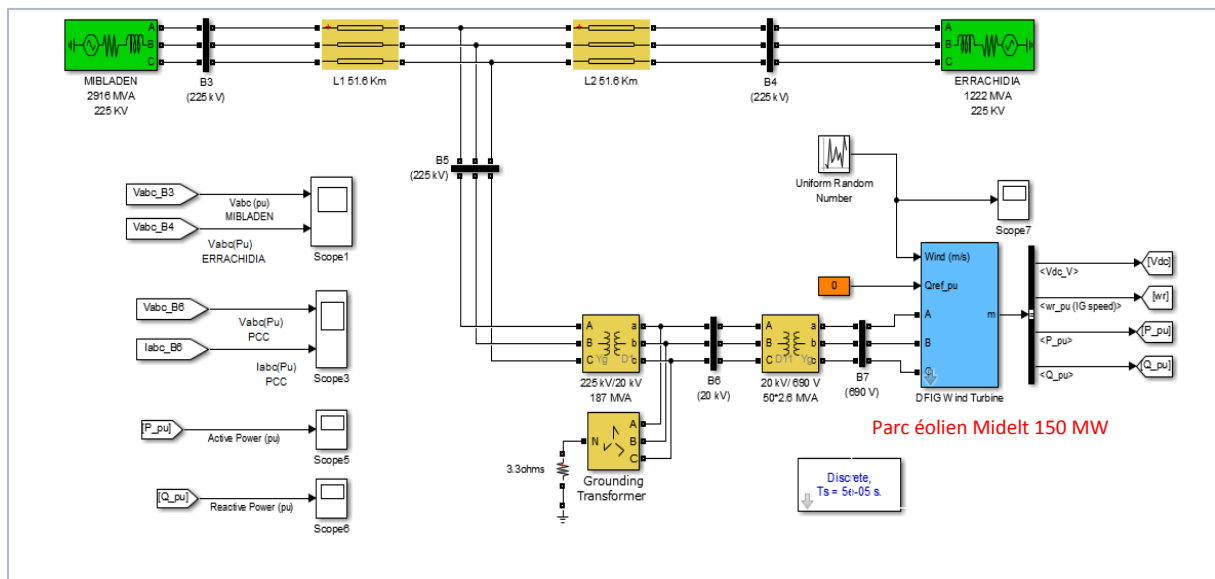 A
B
C
MIBLADEN
2916 MVA
225 KV
B3
(225 kV)
L1 51.6 Km
L2 51.6 Km
B4
(225 kV)
A
B
C
ERRACHIDIA
1222 MVA
225 KV
B5
(225 kV)
Vabc_B3
Vabc (pu)
MIBLADEN
Vabc_B4
Vabc(Pu)
ERRACHIDIA
Scope1
Vabc_B6
Vabc(Pu)
PCC
Iabc_B6
Iabc(Pu)
PCC
Scope3
[P_pu]
Active Power (pu)
Scope5
[Q_pu]
Reactive Power (pu)
Scope6
Uniform Random
Number
Scope7
0
Wind (m/s)
Qref_pu
A
B
C
m
DFIG Wind Turbine
<Vdc_V>
[Vdc]
<wr_pu (IG speed)>
[wr]
<P_pu>
[P_pu]
<Q_pu>
[Q_pu]
A
B
C
a
b
c
Yg
D1
225 kV/20 kV
187 MVA
B6
(20 kV)
A
B
C
a
b
c
D11
Yg
20 kV/ 690 V
50*2.6 MVA
B7
(690 V)
N
A
B
C
3.3ohms
Grounding
Transformer
Parc éolien Midelt 150 MW
Discrete,
Ts = 5e-05 s.